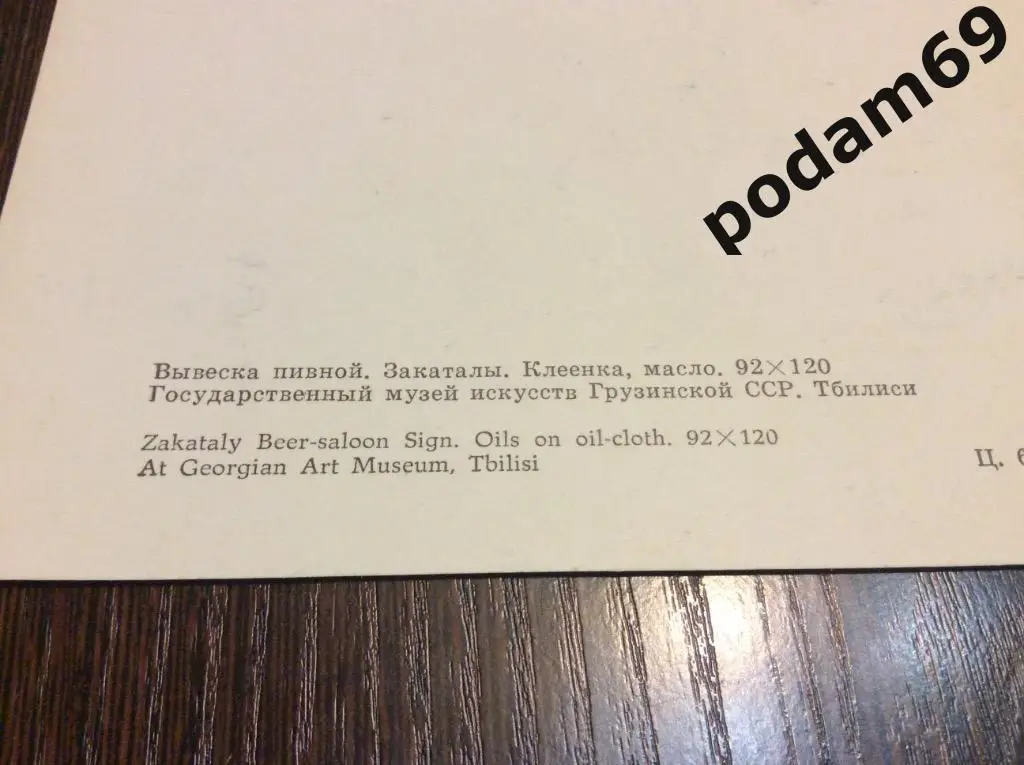 podam69
Вывеска пивной. Закаталы. Клеенка, масло. 92×120
Государственный музей искусств Грузинской ССР. Тбилиси
Zakataly Beer-saloon Sign. Oils on oil-cloth. 92×120
At Georgian Art Museum, Tbilisi
Ц. 6